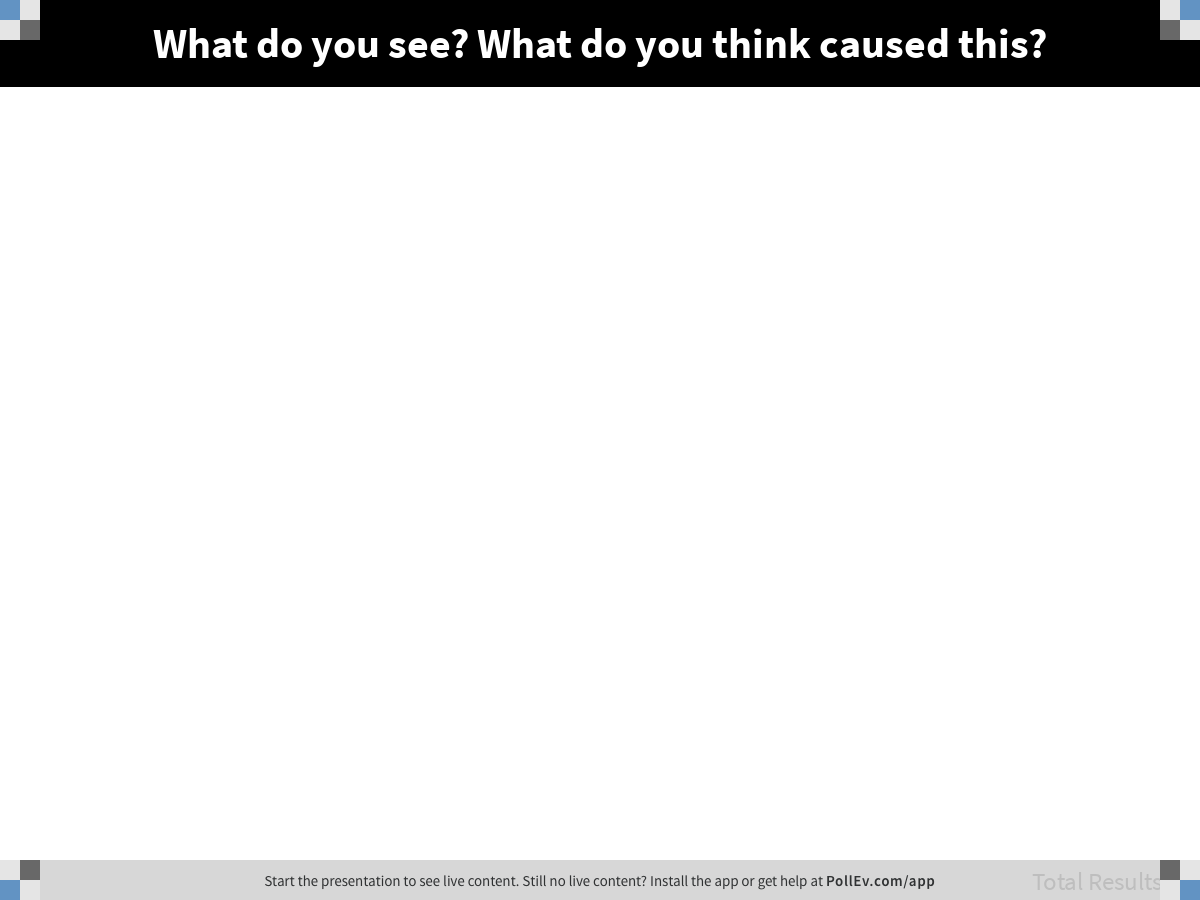 What do you see? What do you think caused this?
Start the presentation to see live content. Still no live content? Install the app or get help at PollEv.com/app
Total Results